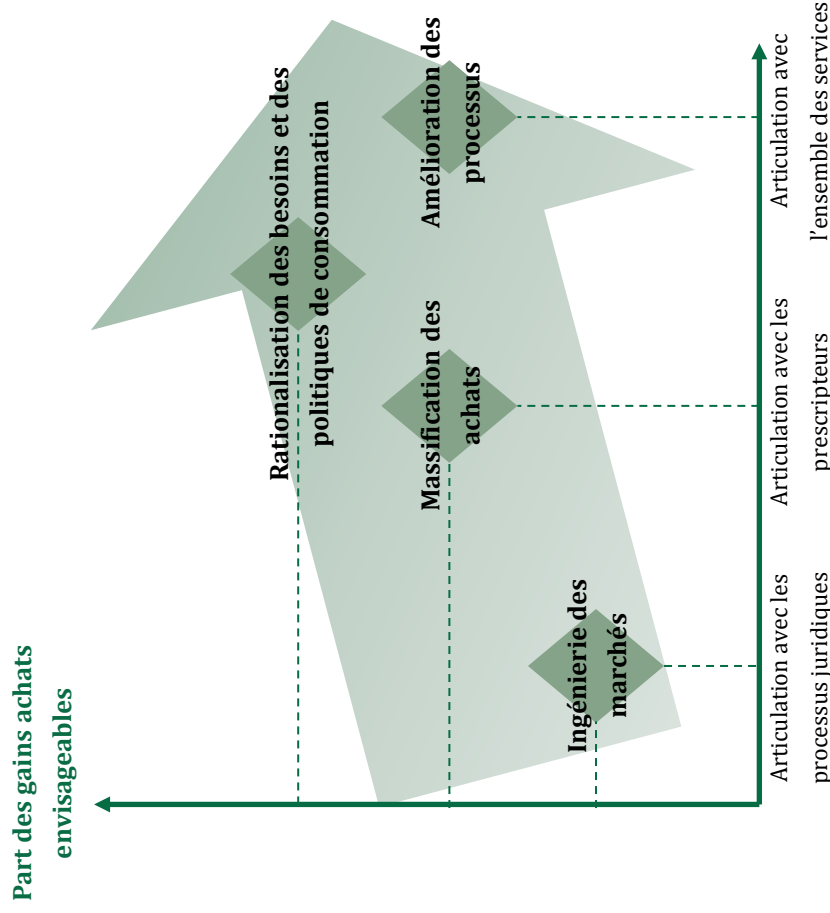 Part des gains achats
envisageables
Rationalisation des besoins et des
politiques de consommation
Amélioration des
processus
Massification des
achats
Ingénierie des
marchés
Articulation avec les
processus juridiques
Articulation avec les
prescripteurs
Articulation avec
l'ensemble des services